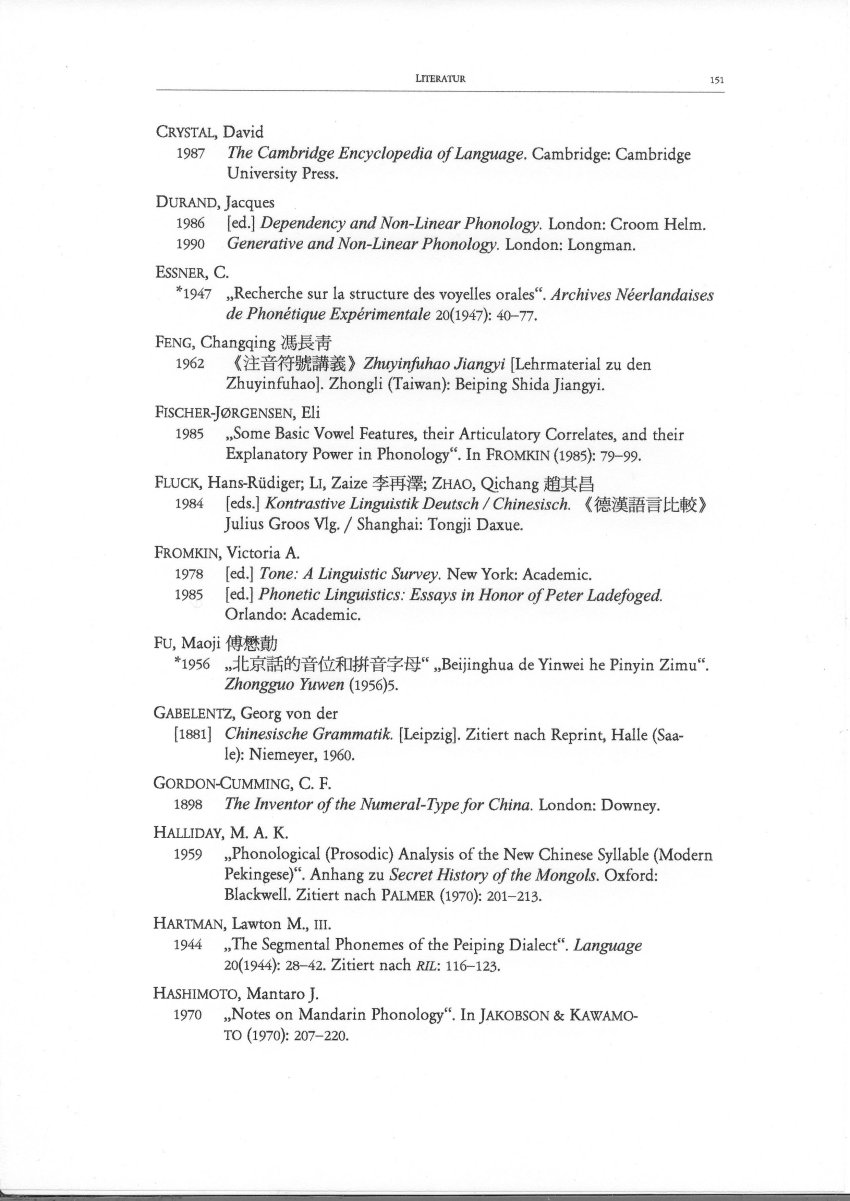 LITERATUR 151
CRYSTAL, David
1987 The Cambridge Encyclopedia of Language. Cambridge: Cambridge
University Press.
DURAND, Jacques
1986 [ed.] Dependency and Non-Linear Phonology. London: Croom Helm.
1990 Generative and Non-Linear Phonology. London: Longman.
ESSNER, C.
*1947 „Recherche sur la structure des voyelles orales“. Archives Néerlandaises
de Phonétique Expérimentale 20(1947): 40–77.
FENG, Changqing 馮長青
1962 《注音符號講義》 Zhuyinfuhao Jiangyi [Lehrmaterial zu den
Zhuyinfuhao]. Zhongli (Taiwan): Beiping Shida Jiangyi.
FISCHER-JØRGENSEN, Eli
1985 „Some Basic Vowel Features, their Articulatory Correlates, and their
Explanatory Power in Phonology“. In FROMKIN (1985): 79–99.
FLUCK, Hans-Rüdiger; LI, Zaize 李再澤; ZHAO, Qichang 趙其昌
1984 [eds.] Kontrastive Linguistik Deutsch / Chinesisch. 《德漢語言比較》
Julius Groos Vlg. / Shanghai: Tongji Daxue.
FROMKIN, Victoria A.
1978 [ed.] Tone: A Linguistic Survey. New York: Academic.
1985 [ed.] Phonetic Linguistics: Essays in Honor of Peter Ladefoged.
Orlando: Academic.
FU, Maoji 傅懋勣
*1956 „北京話的音位和拼音字母“ „Beijinghua de Yinwei he Pinyin Zimu“.
Zhongguo Yuwen (1956)5.
GABELENTZ, Georg von der
[1881] Chinesische Grammatik. [Leipzig]. Zitiert nach Reprint, Halle (Saa-
le): Niemeyer, 1960.
GORDON-CUMMING, C. F.
1898 The Inventor of the Numeral-Type for China. London: Downey.
HALLIDAY, M. A. K.
1959 „Phonological (Prosodic) Analysis of the New Chinese Syllable (Modern
Pekingese)“. Anhang zu Secret History of the Mongols. Oxford:
Blackwell. Zitiert nach PALMER (1970): 201–213.
HARTMAN, Lawton M., III.
1944 „The Segmental Phonemes of the Peiping Dialect“. Language
20(1944): 28–42. Zitiert nach RIL: 116–123.
HASHIMOTO, Mantaro J.
1970 „Notes on Mandarin Phonology“. In JAKOBSON & KAWAMO-
TO (1970): 207–220.